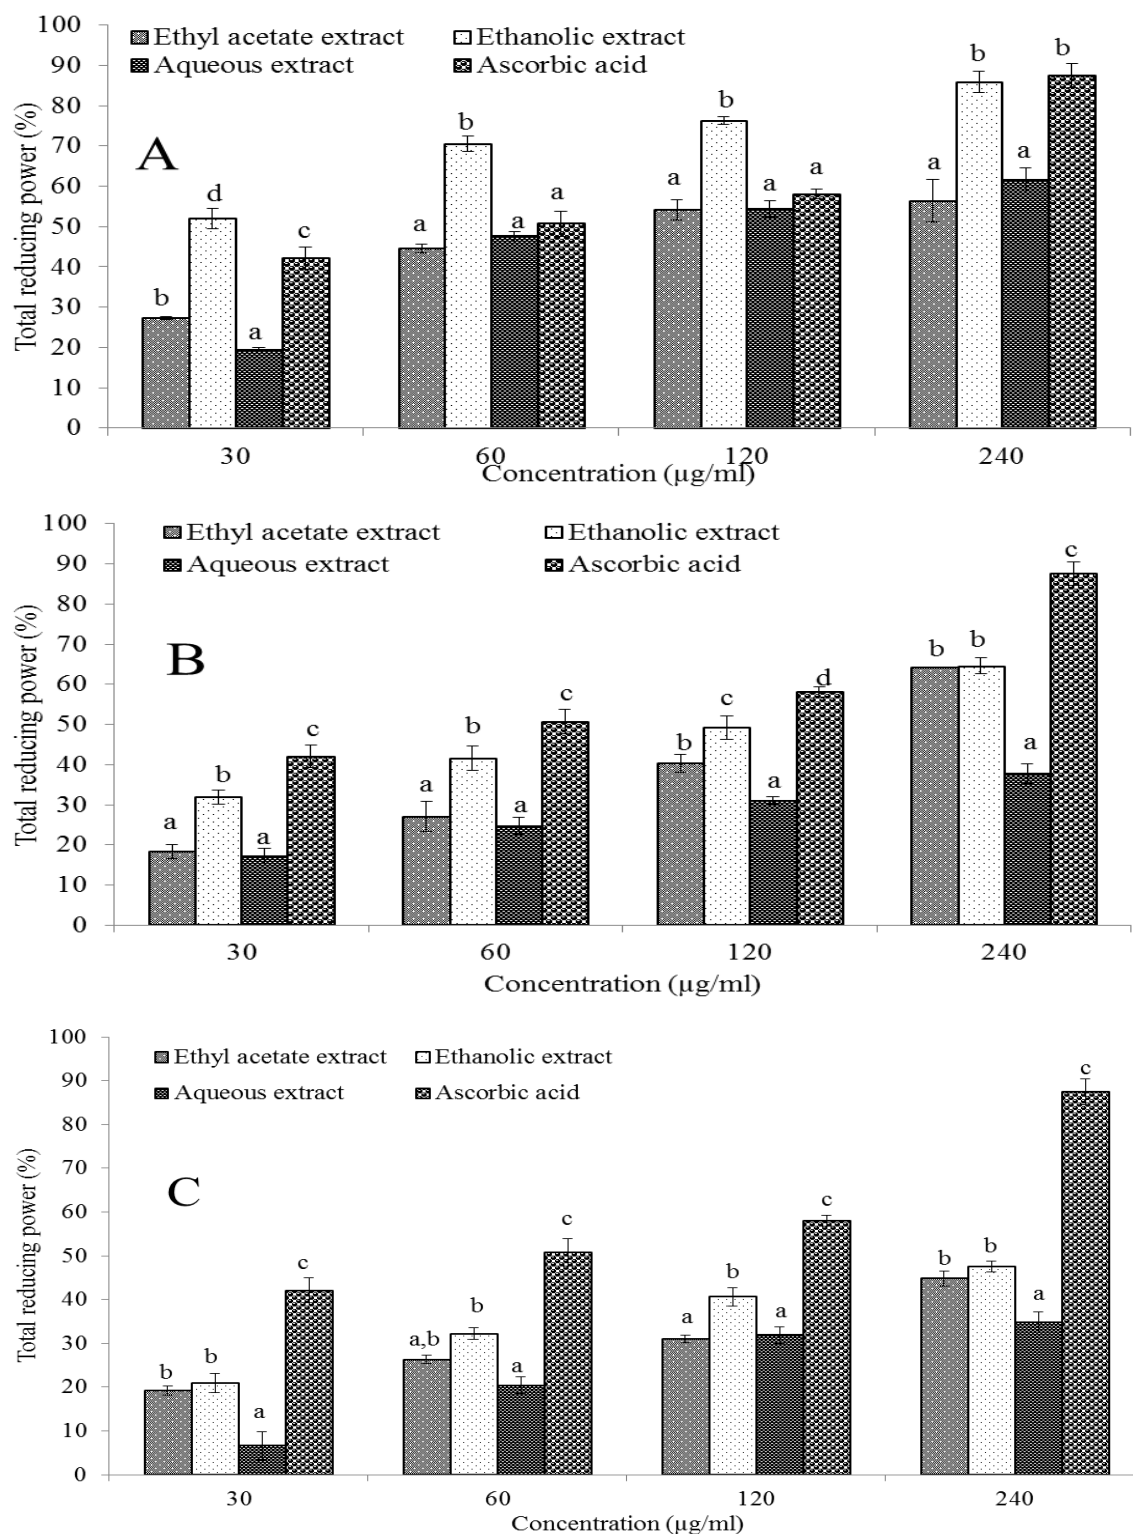 100
90
80
70
60
50
40
30
20
10
0
Total reducing power (%)
Ethyl acetate extract Ethanolic extract
Aqueous extract Ascorbic acid
A
b d a c
a b a a
a b a a
a b a b
30 60 120 240
Concentration (µg/ml)
100
90
80
70
60
50
40
30
20
10
0
Total reducing power (%)
Ethyl acetate extract Ethanolic extract
Aqueous extract Ascorbic acid
B
a b a c
a b a c
b c a d
b b a c
30 60 120 240
Concentration (µg/ml)
100
90
80
70
60
50
40
30
20
10
0
Total reducing power (%)
Ethyl acetate extract Ethanolic extract
Aqueous extract Ascorbic acid
C
b b a c
a,b b a c
a b a c
b b a c
30 60 120 240
Concentration (µg/ml)